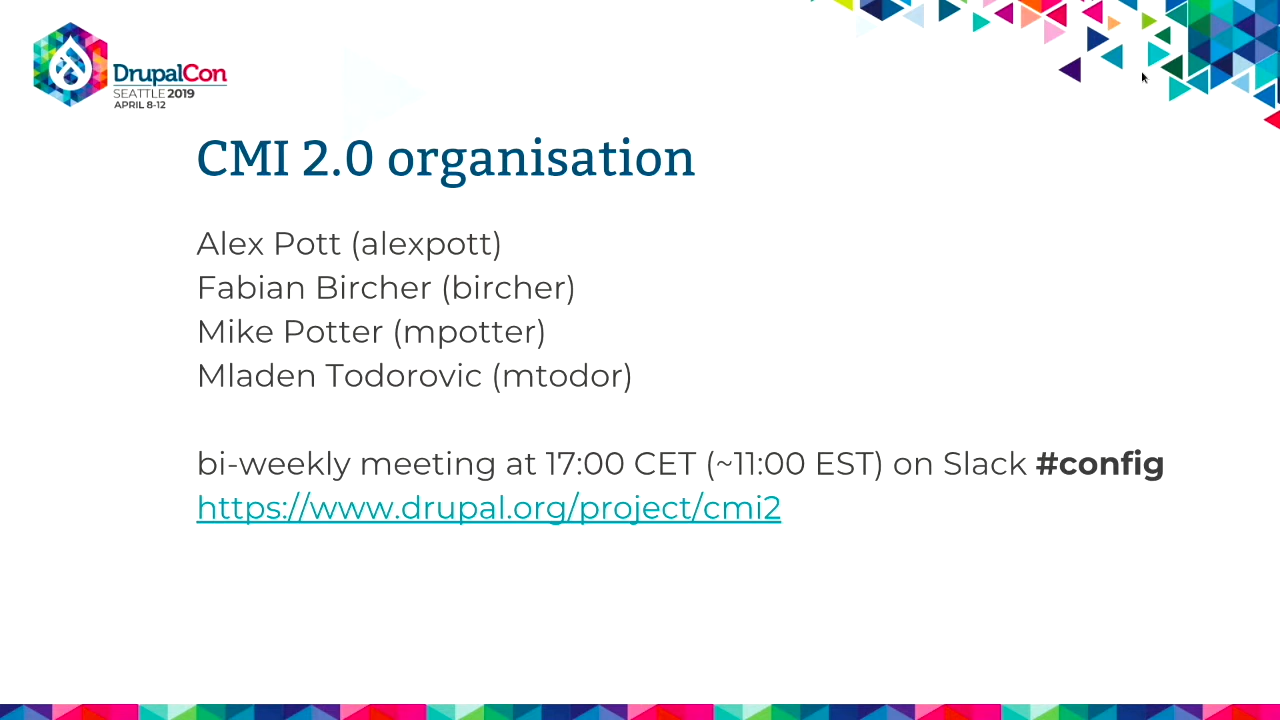 DrupalCon
SEATTLE 2019
APRIL 8-12
CMI 2.0 organisation
Alex Pott (alexpott)
Fabian Bircher (bircher)
Mike Potter (mpotter)
Mladen Todorovic (mtodor)
bi-weekly meeting at 17:00 CET (~11:00 EST) on Slack #config
https://www.drupal.org/project/cmi2